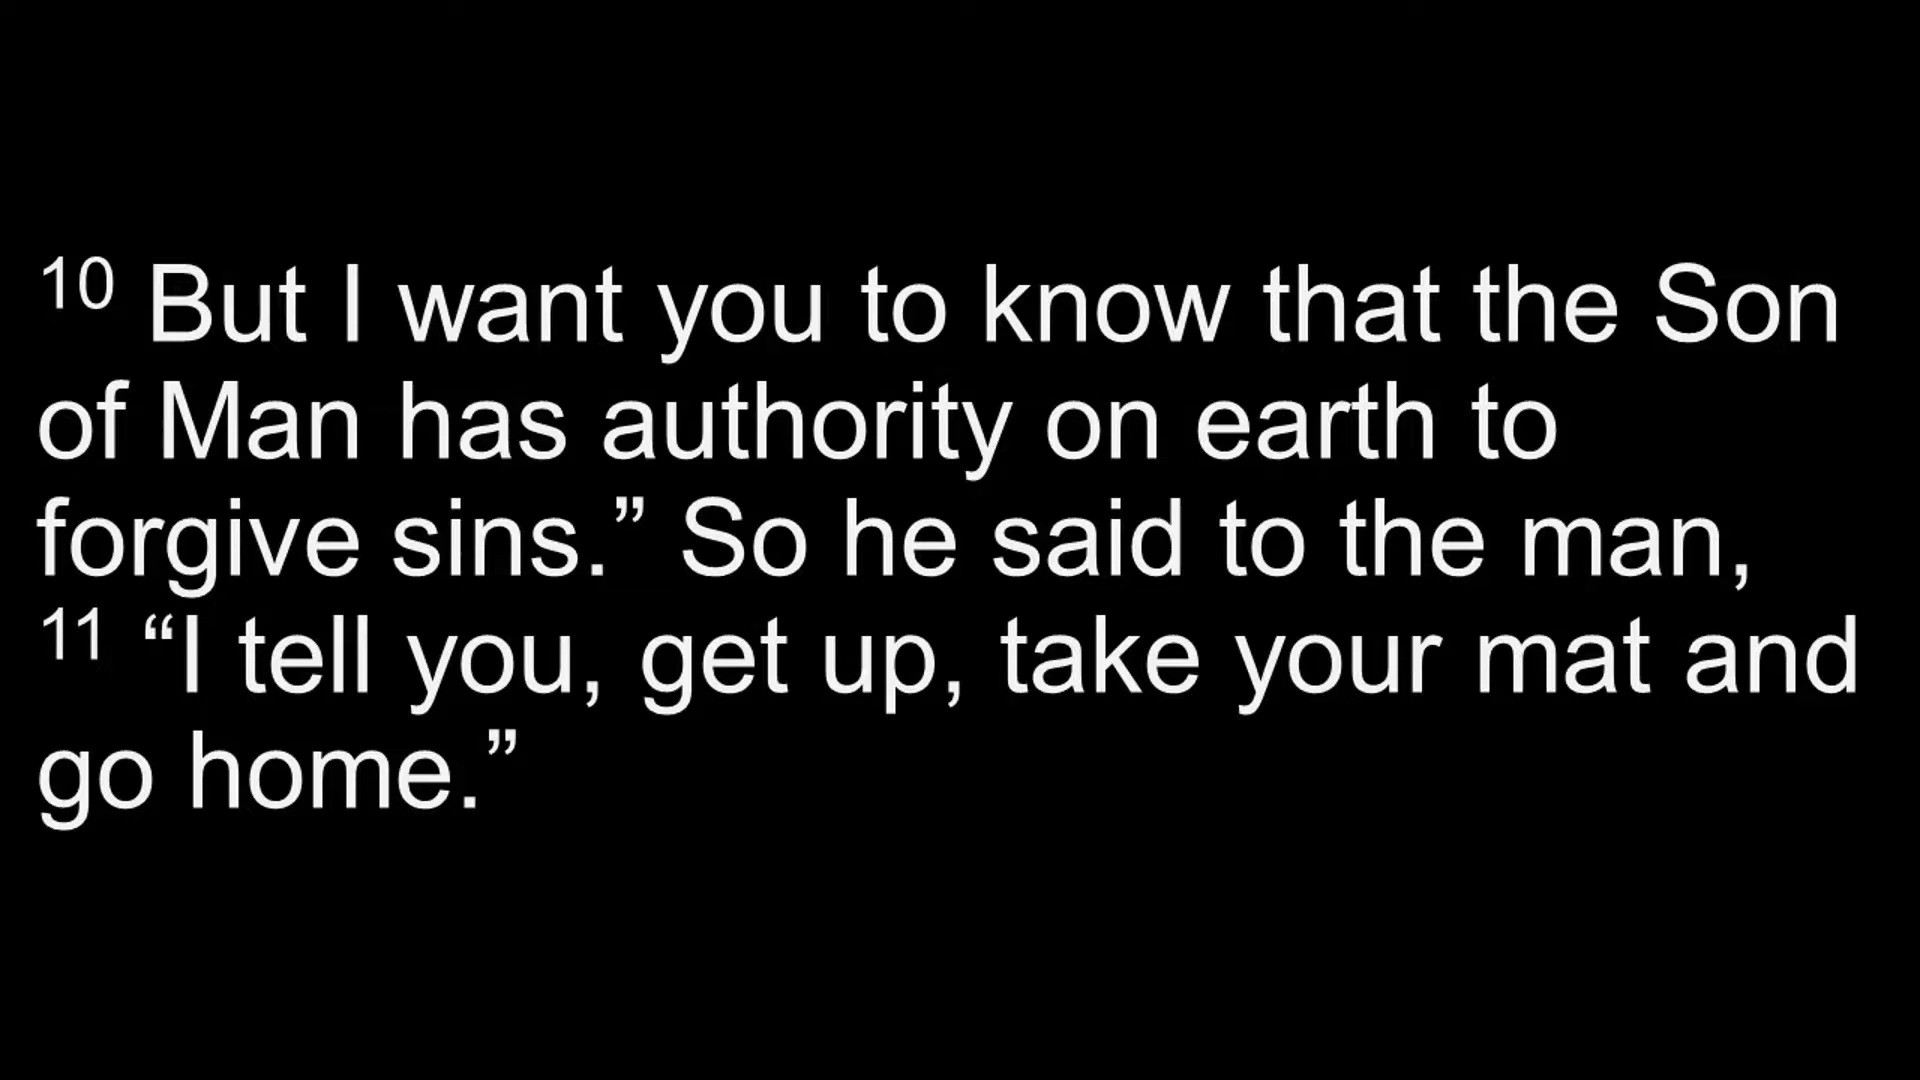 10 But I want you to know that the Son
of Man has authority on earth to
forgive sins.” So he said to the man,
11 “I tell you, get up, take your mat and
go home.”